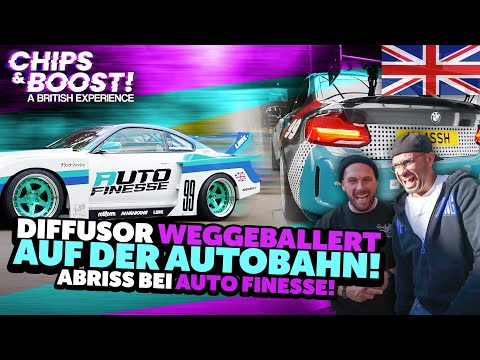 CHIPS
& BOOST!
A BRITISH EXPERIENCE
AUTO
FINESSE
99
DIFFUSOR WEGGEBALLERT
AUF DER AUTOBAHN!
ABRISS BEI AUTO FINESSE!